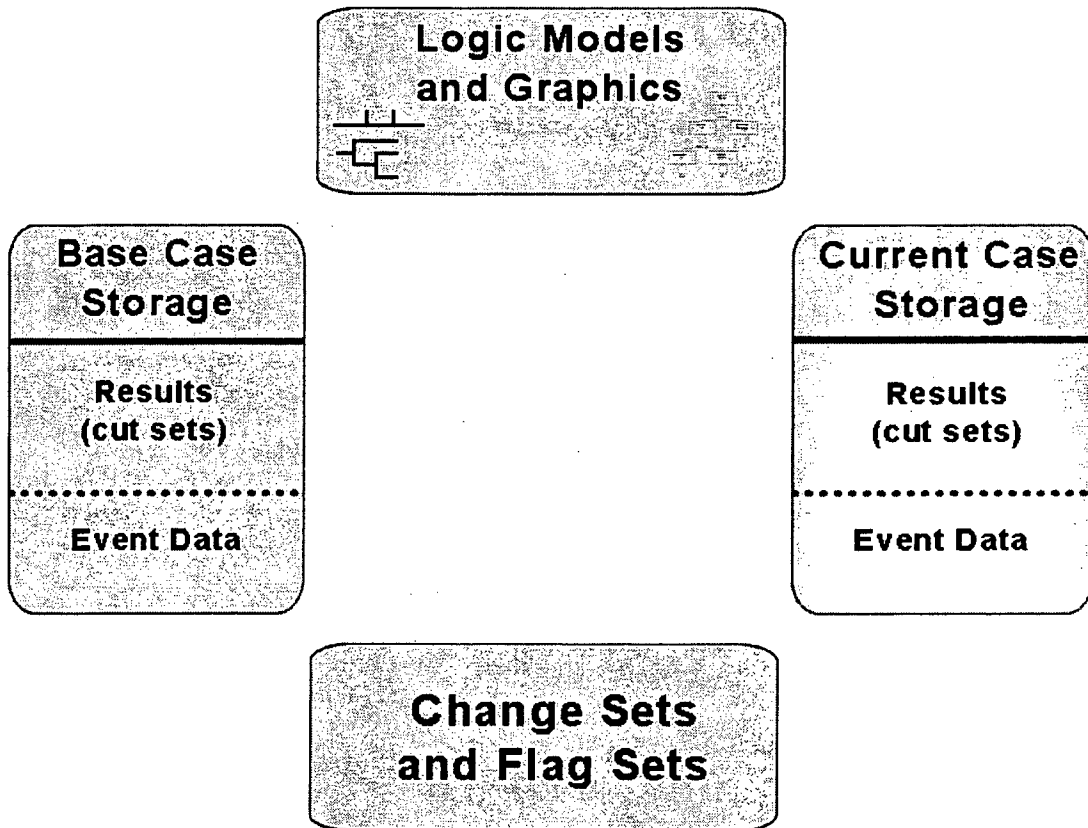 Logic Models
and Graphics
Base Case
Storage
Results
(cut sets)
Event Data
Current Case
Storage
Results
(cut sets)
Event Data
Change Sets
and Flag Sets